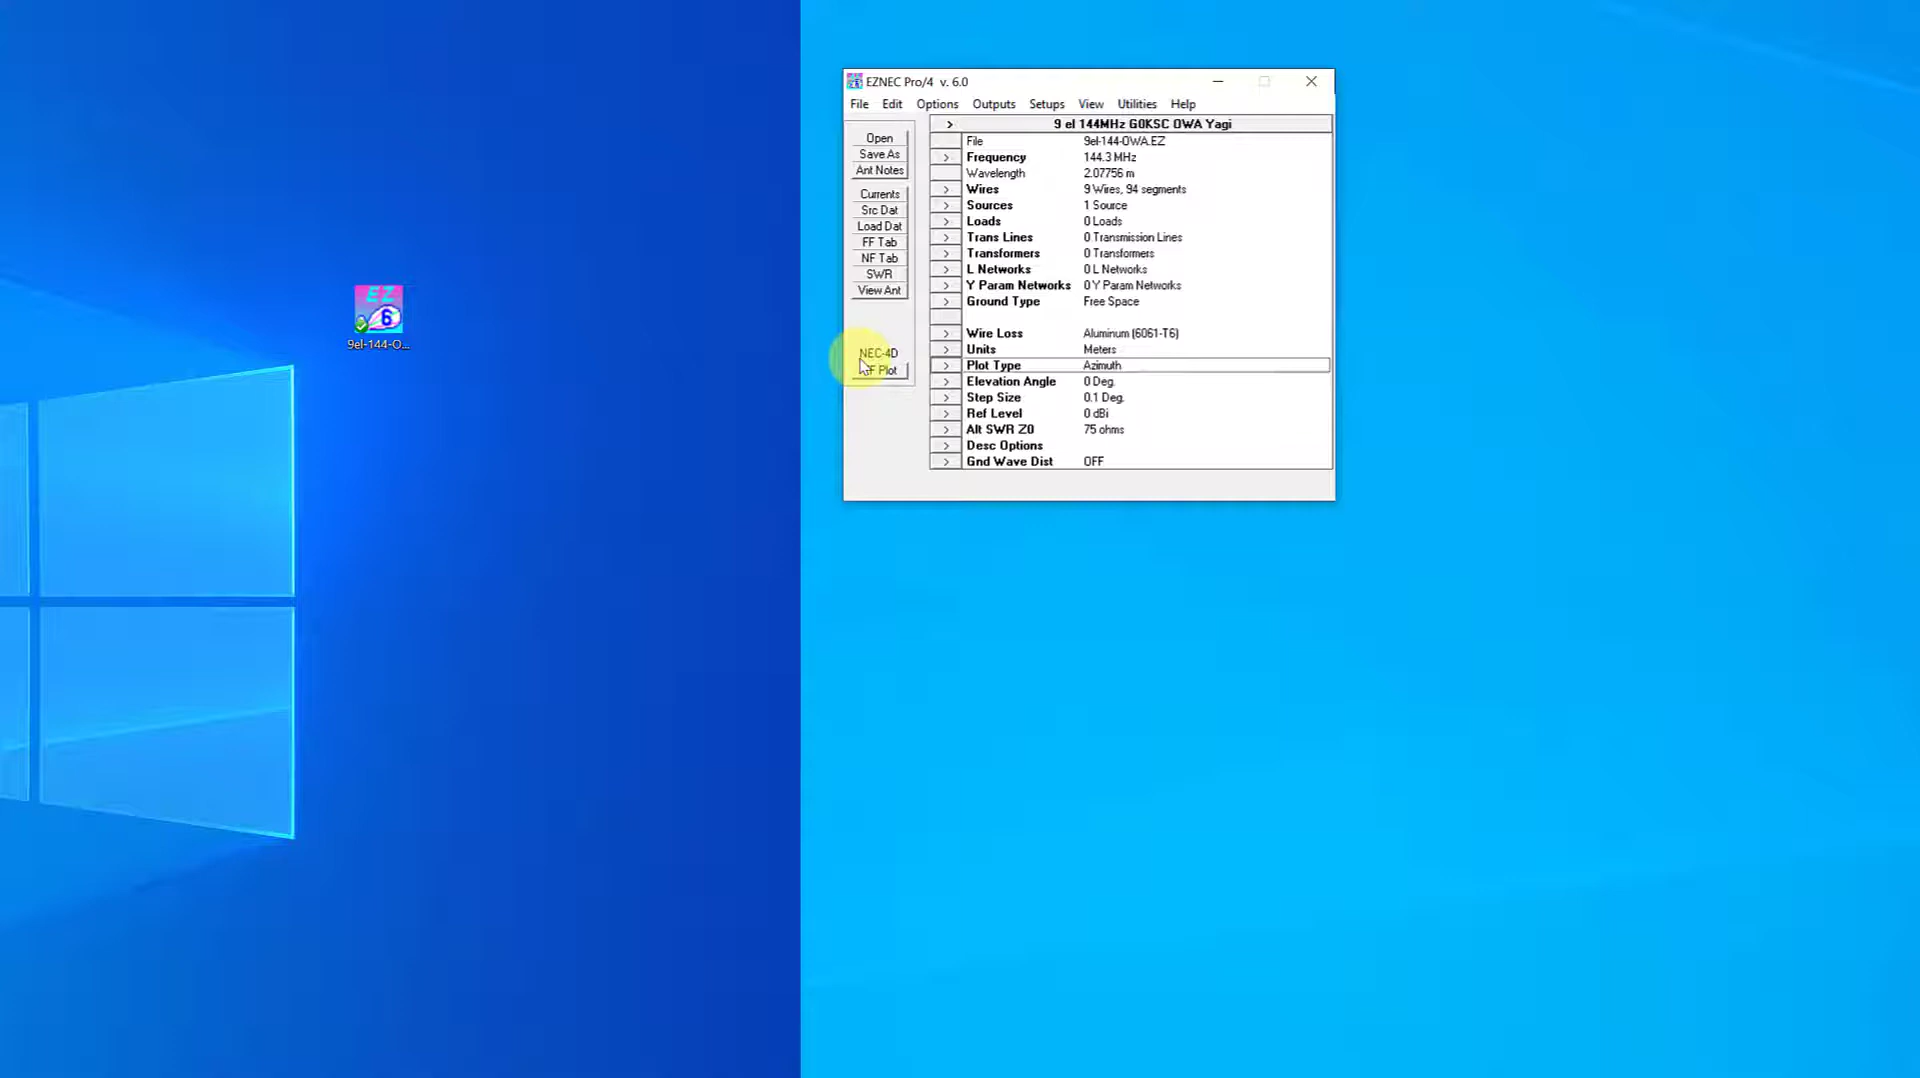 EZNEC Pro/4 v. 6.0
File Edit Options Outputs Setups View Utilities Help
> 9 el 144MHz G0KSC OWA Yagi
Open
Save As
Ant Notes
Currents
Src Dat
Load Dat
FF Tab
NF Tab
SWR
View Ant
NEC-4D
FF Plot
File 9el-144-OWA.EZ
> Frequency 144.3 MHz
Wavelength 2.07756 m
> Wires 9 Wires, 94 segments
> Sources 1 Source
> Loads 0 Loads
> Trans Lines 0 Transmission Lines
> Transformers 0 Transformers
> L Networks 0 L Networks
> Y Param Networks 0 Y Param Networks
> Ground Type Free Space
> Wire Loss Aluminum (6061-T6)
> Units Meters
> Plot Type Azimuth
> Elevation Angle 0 Deg.
> Step Size 0.1 Deg.
> Ref Level 0 dBi
> Alt SWR Z0 75 ohms
> Desc Options
> Gnd Wave Dist OFF
EZ
6
9el-144-O...